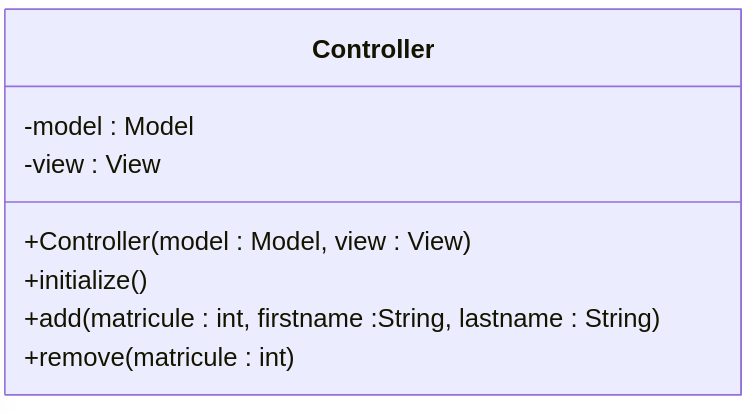 Controller
-model : Model
-view : View
+Controller(model : Model, view : View)
+initialize()
+add(matricule : int, firstname :String, lastname : String)
+remove(matricule : int)